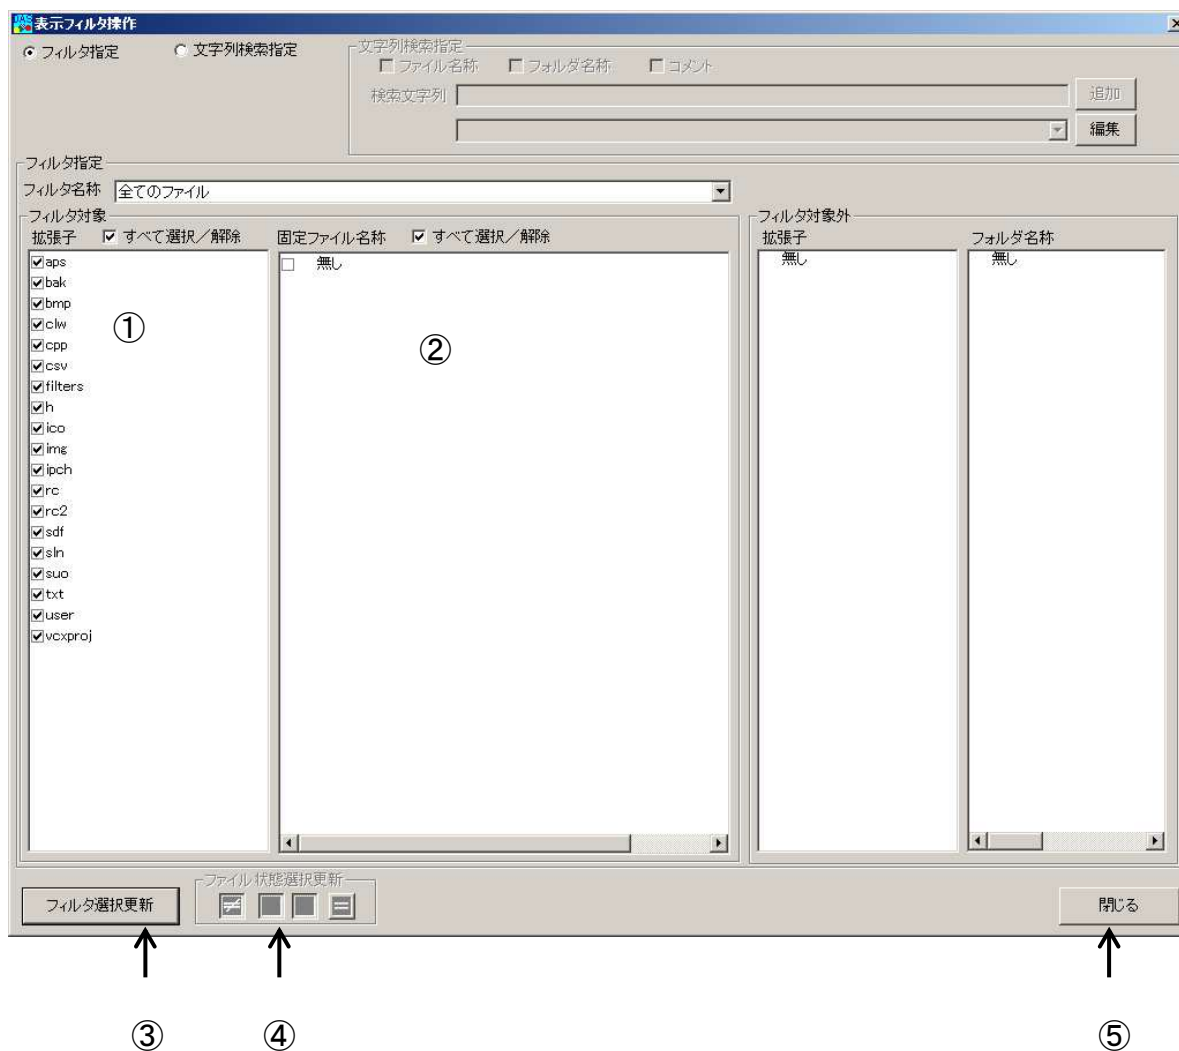 表示フィルタ操作
フィルタ指定
文字列検索指定
文字列検索指定
ファイル名称
フォルダ名称
コメント
検索文字列
追加
編集
フィルタ指定
フィルタ名称
全てのファイル
フィルタ対象
拡張子
すべて選択／解除
固定ファイル名称
すべて選択／解除
aps
bak
bmp
clw
cpp
csv
filters
h
ico
img
ipch
rc
rc2
sdf
sln
suo
txt
user
vcxproj
①
無し
②
フィルタ対象外
拡張子
フォルダ名称
無し
無し
フィルタ選択更新
ファイル状態選択更新
閉じる
③
④
⑤